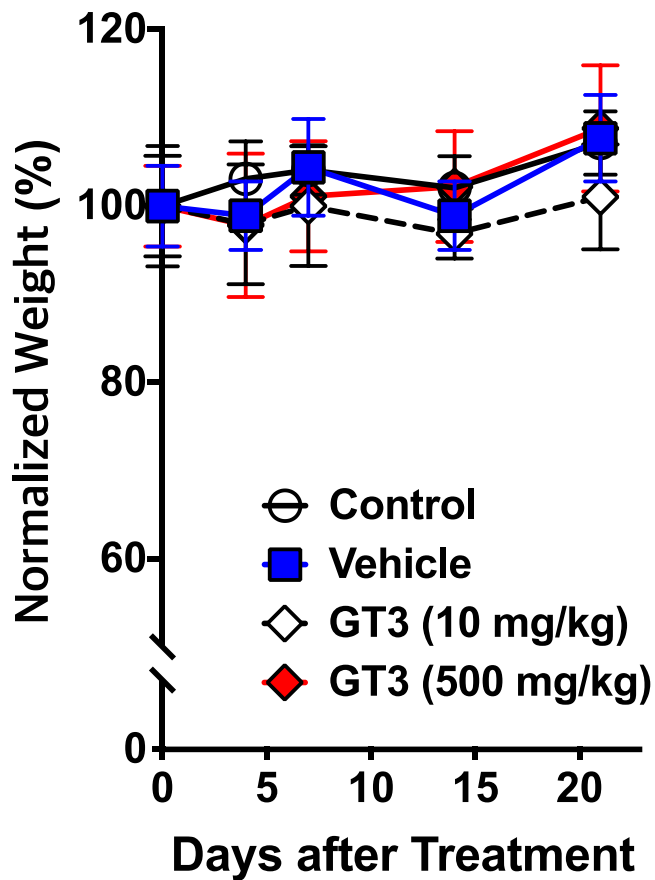 120
100
80
60
0
Normalized Weight (%)
Control
Vehicle
GT3 (10 mg/kg)
GT3 (500 mg/kg)
0 5 10 15 20
Days after Treatment